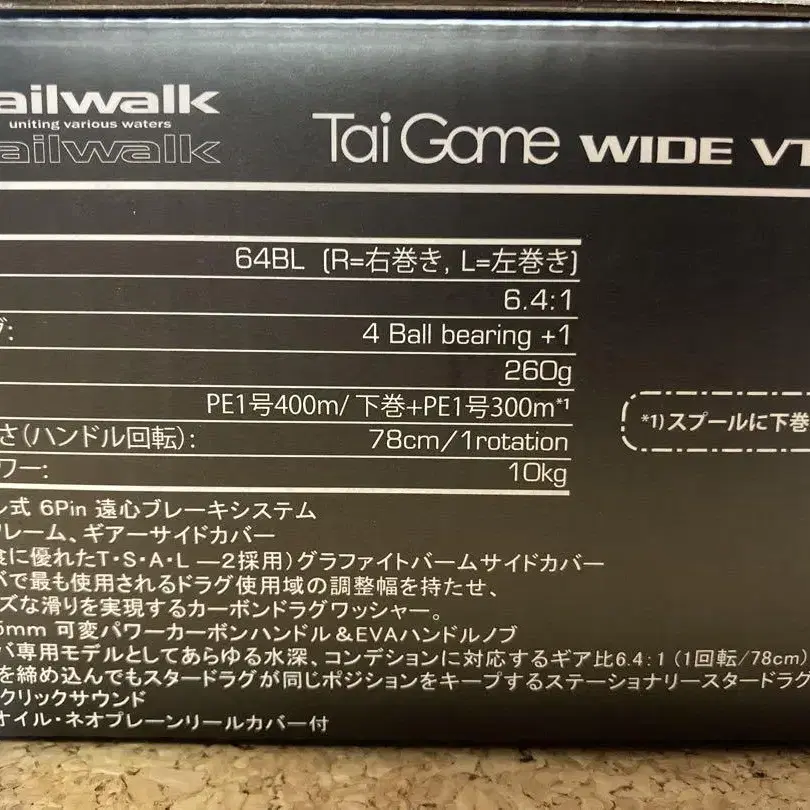 ailwalk
uniting various waters
ailwalk
Tai Game WIDE VT
64BL (R=右巻き, L=左巻き)
6.4:1
ブ: 4 Ball bearing +1
260g
PE1号400m/ 下巻+PE1号300m*1
さ(ハンドル回転): 78cm/1rotation
ワー: 10kg
*1)スプールに下巻
ル式 6Pin 遠心ブレーキシステム
フレーム、ギアーサイドカバー
食に優れたT・S・A・L —2採用)グラファイトパームサイドカバー
バで最も使用されるドラグ使用域の調整幅を持たせ、
ズな滑りを実現するカーボンドラグワッシャー。
5mm 可変パワーカーボンハンドル&EVAハンドルノブ
バ専用モデルとしてあらゆる水深、コンデションに対応するギア比6.4:1 (1回転/78cm)
を締め込んでもスタードラグが同じポジションをキープするステーショナリースタードラグ
クリックサウンド
オイル・ネオプレーンリールカバー付